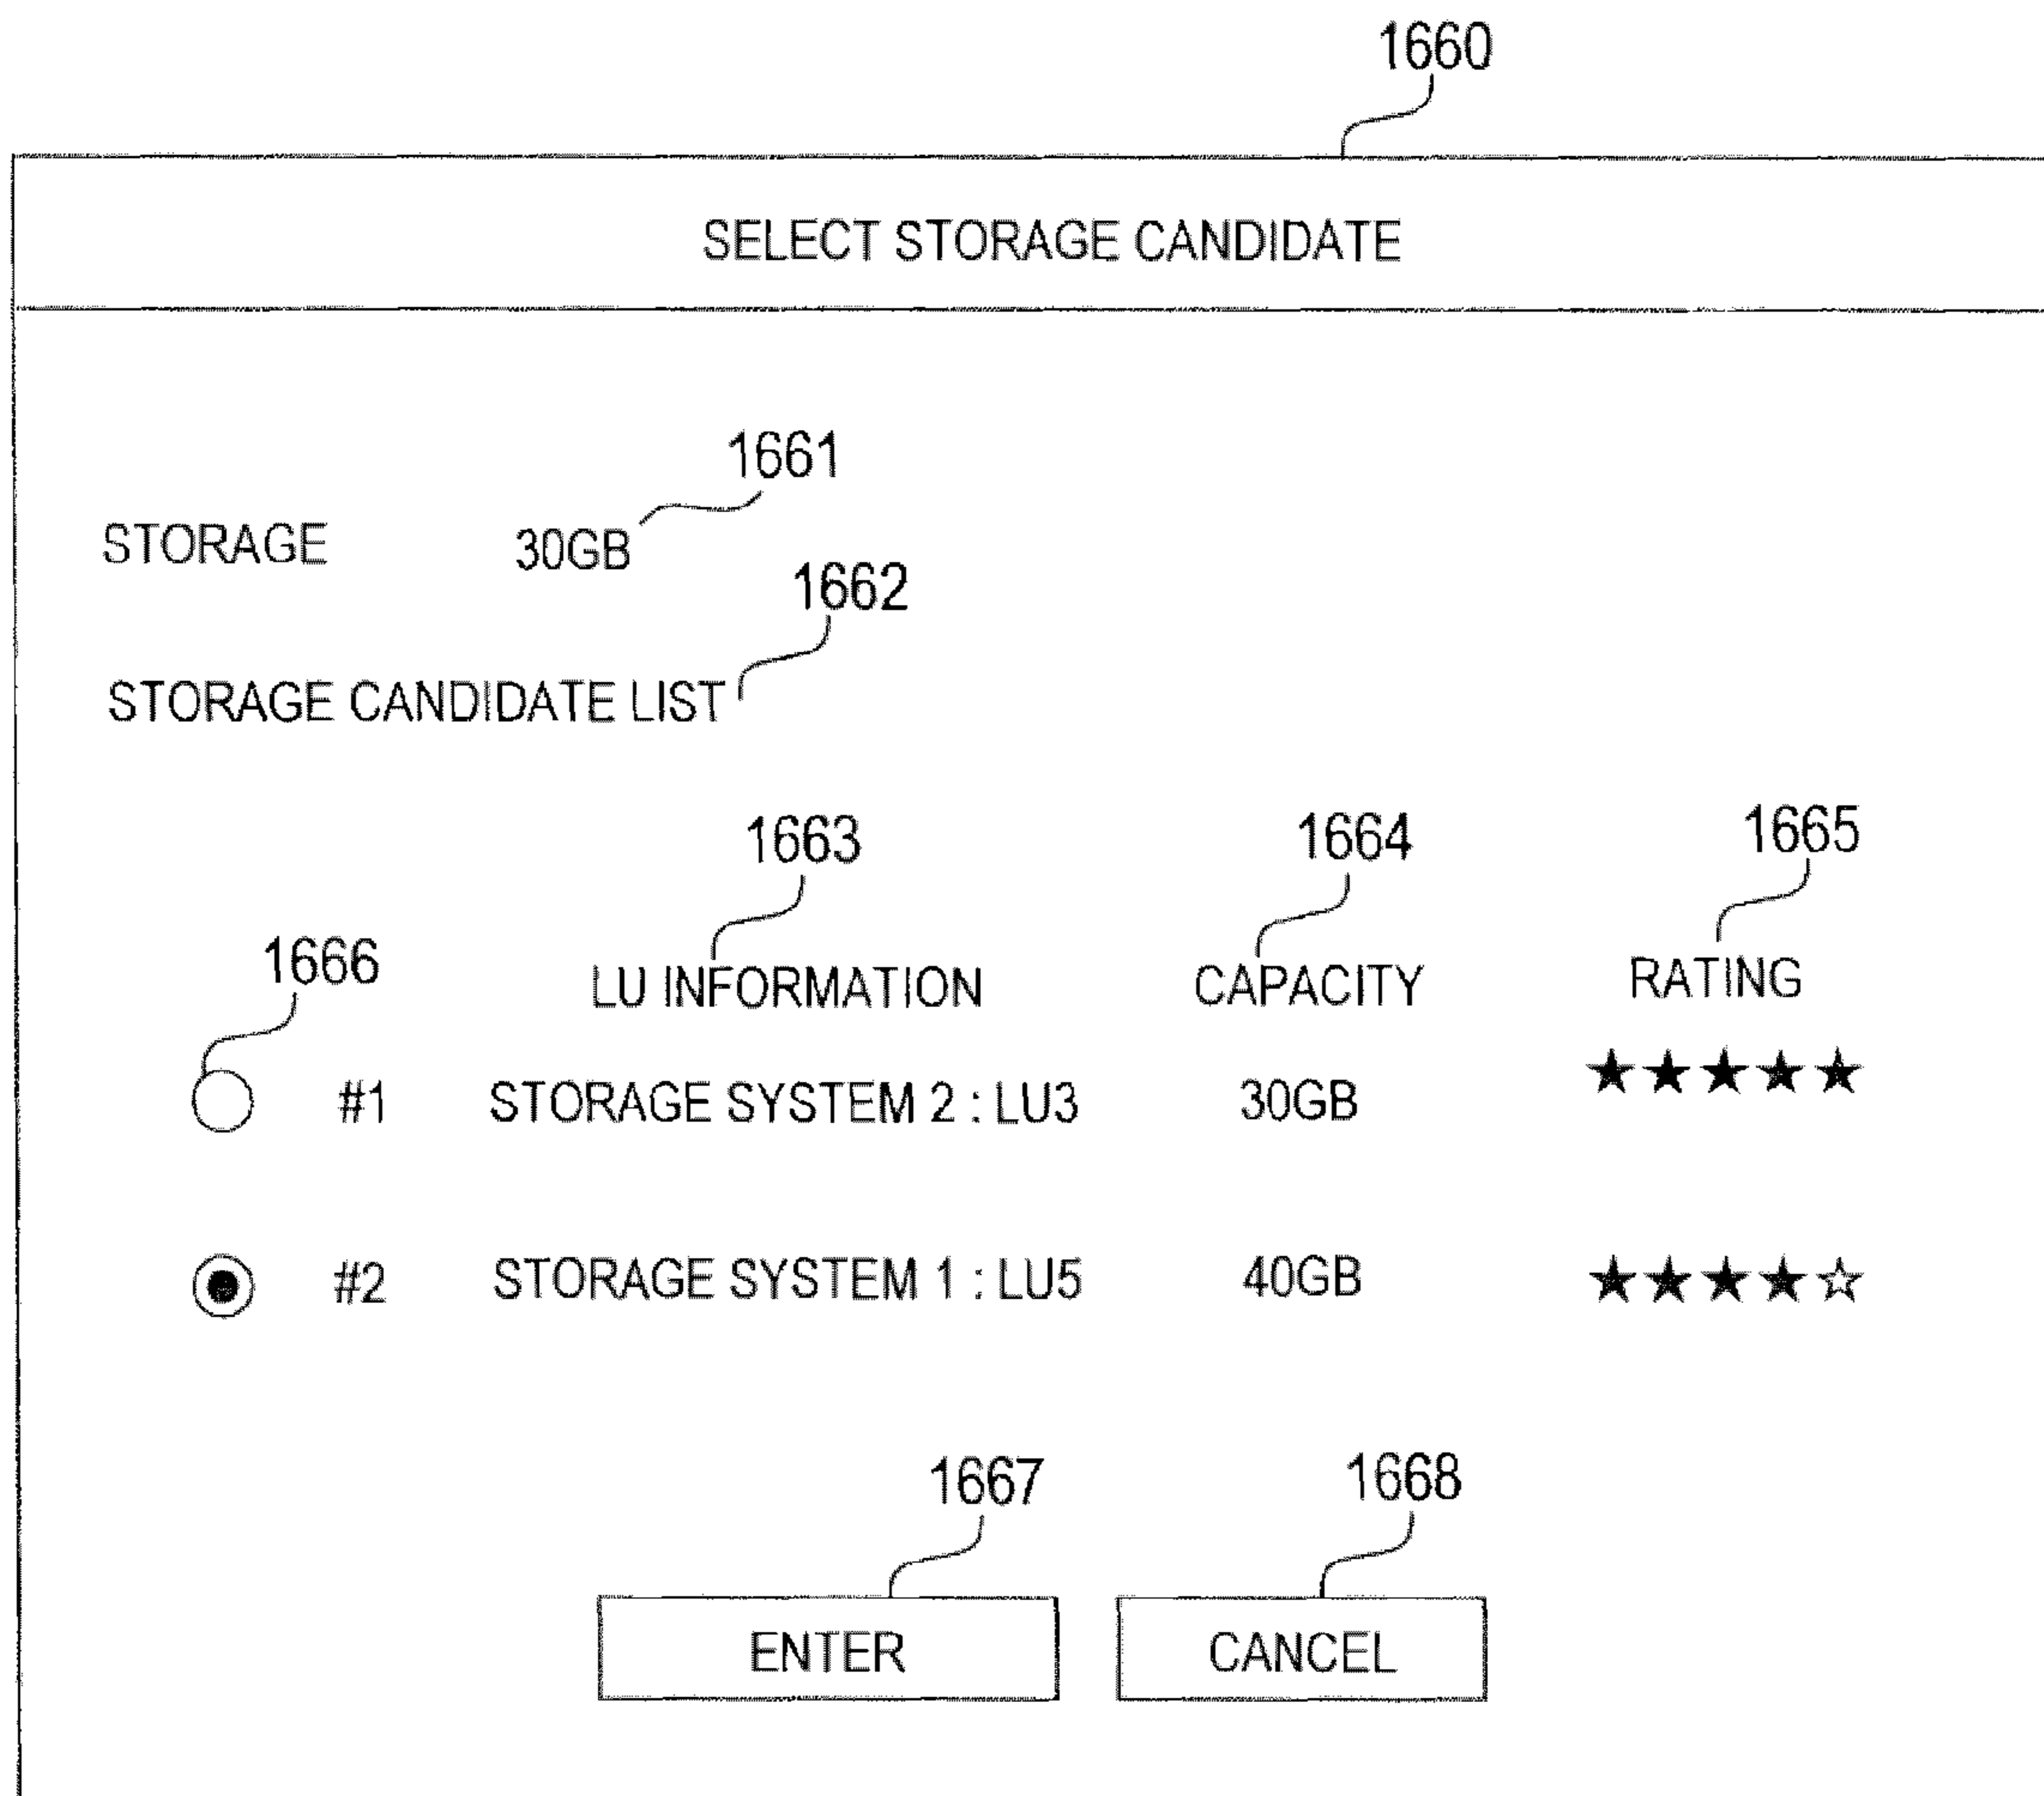 1660
SELECT STORAGE CANDIDATE
1661
STORAGE 30GB
1662
STORAGE CANDIDATE LIST
1663 1664 1665
1666
LU INFORMATION CAPACITY RATING
#1 STORAGE SYSTEM 2 : LU3 30GB ★★★★★
#2 STORAGE SYSTEM 1 : LU5 40GB ★★★★☆
1667 1668
ENTER CANCEL